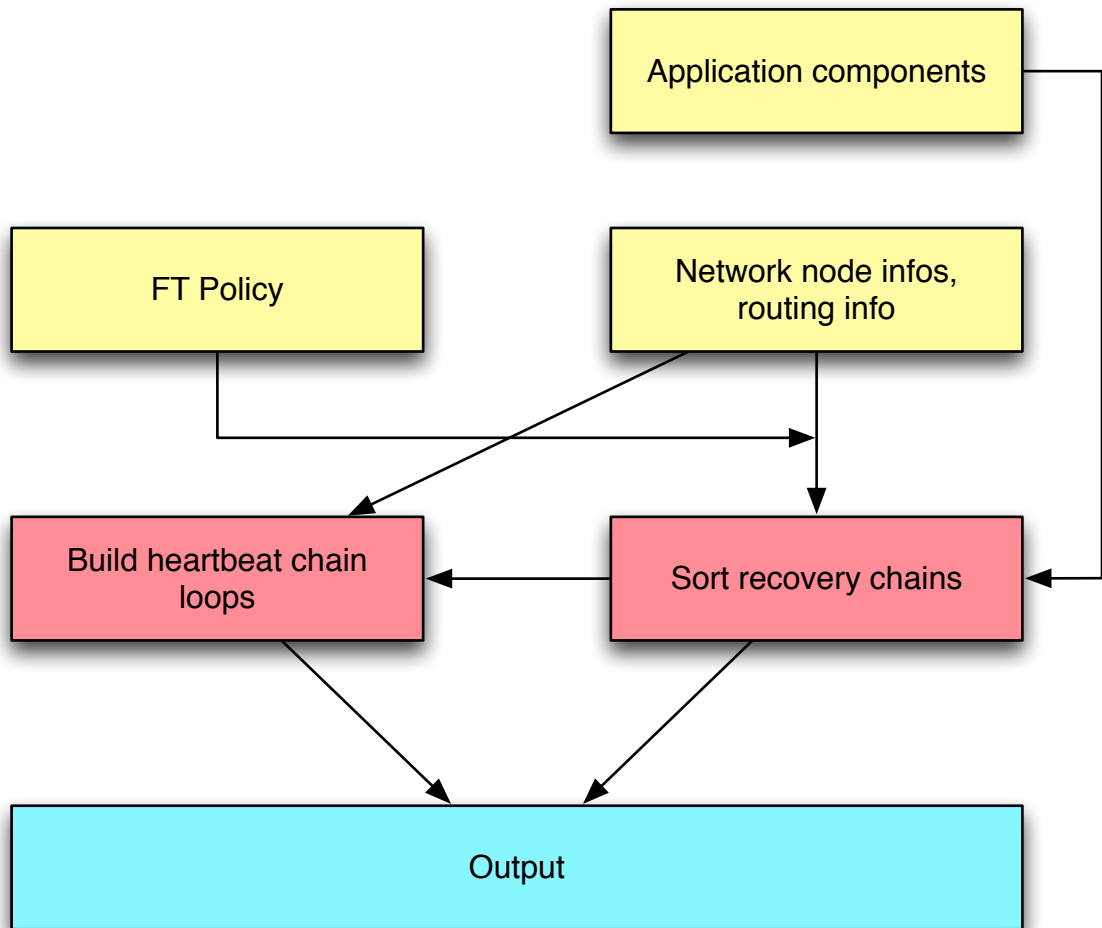 Application components
FT Policy
Network node infos,
routing info
Build heartbeat chain
loops
Sort recovery chains
Output